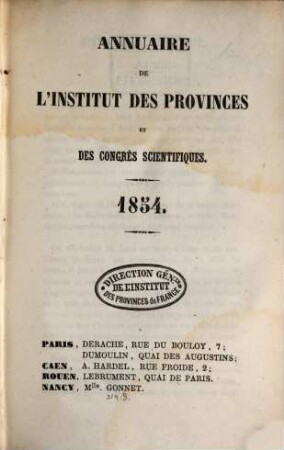 ANNUAIRE
DE
L'INSTITUT DES PROVINCES
ET
DES CONGRÈS SCIENTIFIQUES.
1854.
DIRECTION GÉNle
DE L'INSTITUT
DES PROVINCES de FRANCE
PARIS, DERACHE, RUE DU BOULOY, 7;
DUMOULIN, QUAI DES AUGUSTINS;
CAEN, A. HARDEL, RUE FROIDE, 2;
ROUEN, LEBRUMENT, QUAI DE PARIS.
NANCY, Mlle. GONNET.